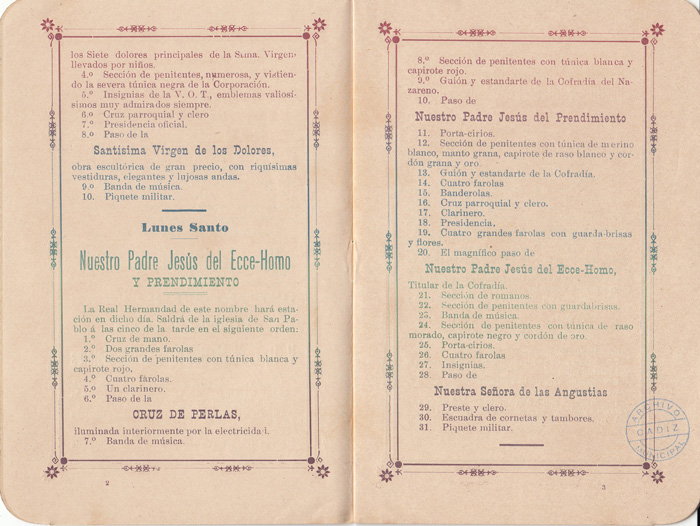 los Siete dolores principales de la Sma. Virgen
llevados por niños.
4.º Sección de penitentes, numerosa, y vistien-
do la severa túnica negra de la Corporación.
5.º Insignias de la V. O. T., emblemas valiosí-
simos muy admirados siempre.
6.º Cruz parroquial y clero
7.º Presidencia oficial.
8.º Paso de la
Santisima Virgen de los Dolores,
obra escultórica de gran precio, con riquísimas
vestiduras, elegantes y lujosas andas.
9.º Banda de música.
10. Piquete militar.
Lunes Santo
Nuestro Padre Jesús del Ecce-Homo
Y PRENDIMIENTO
La Real Hermandad de este nombre hará esta-
ción en dicho día. Saldrá de la iglesia de San Pa-
blo á las cinco de la tarde en el siguiente orden:
1.º Cruz de mano.
2.º Dos grandes farolas
3.º Sección de penitentes con túnica blanca y
capirote rojo.
4.º Cuatro farolas.
5.º Un clarinero.
6.º Paso de la
CRUZ DE PERLAS,
iluminada interiormente por la electricidad.
7.º Banda de música.
2
8.º Sección de penitentes con túnica blanca y
capirote rojo.
9.º Guión y estandarte de la Cofradía del Na-
zareno.
10. Paso de
Nuestro Padre Jesús del Prendimiento
11. Porta-cirios.
12. Sección de penitentes con túnica de merino
blanco, manto grana, capirote de raso blanco y cor-
dón grana y oro.
13. Guión y estandarte de la Cofradía.
14. Cuatro farolas
15. Banderolas.
16. Cruz parroquial y clero.
17. Clarinero.
18. Presidencia.
19. Cuatro grandes farolas con guarda-brisas
y flores.
20. El magnífico paso de
Nuestro Padre Jesús del Ecce-Homo,
Titular de la Cofradía.
21. Sección de romanos.
22. Sección de penitentes con guardabrisas.
23. Banda de música.
24. Sección de penitentes con túnica de raso
morado, capirote negro y cordón de oro.
25. Porta-cirios.
26. Cuatro farolas
27. Insignias.
28. Paso de
Nuestra Señora de las Angustias
29. Preste y clero.
30. Escuadra de cornetas y tambores.
31. Piquete militar.
ARCHIVO
CADIZ
MUNICIPAL
3